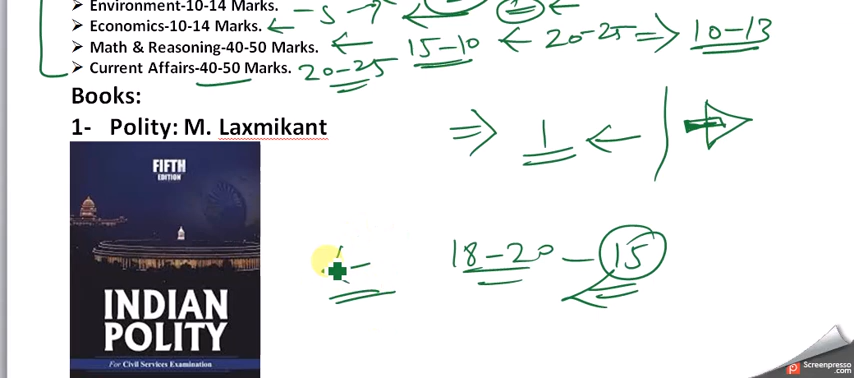 ➤ Environment-10-14 Marks. -5
➤ Economics-10-14 Marks. ←
➤ Math & Reasoning-40-50 Marks. ← 15-10 ← 20-25 ⇒ 10-13
➤ Current Affairs-40-50 Marks. 20-25
Books:
1- Polity: M. Laxmikant
⇒ 1 ←
FIFTH
EDITION
18-20 - 15
INDIAN
POLITY
For Civil Services Examination
Screenpresso
.com